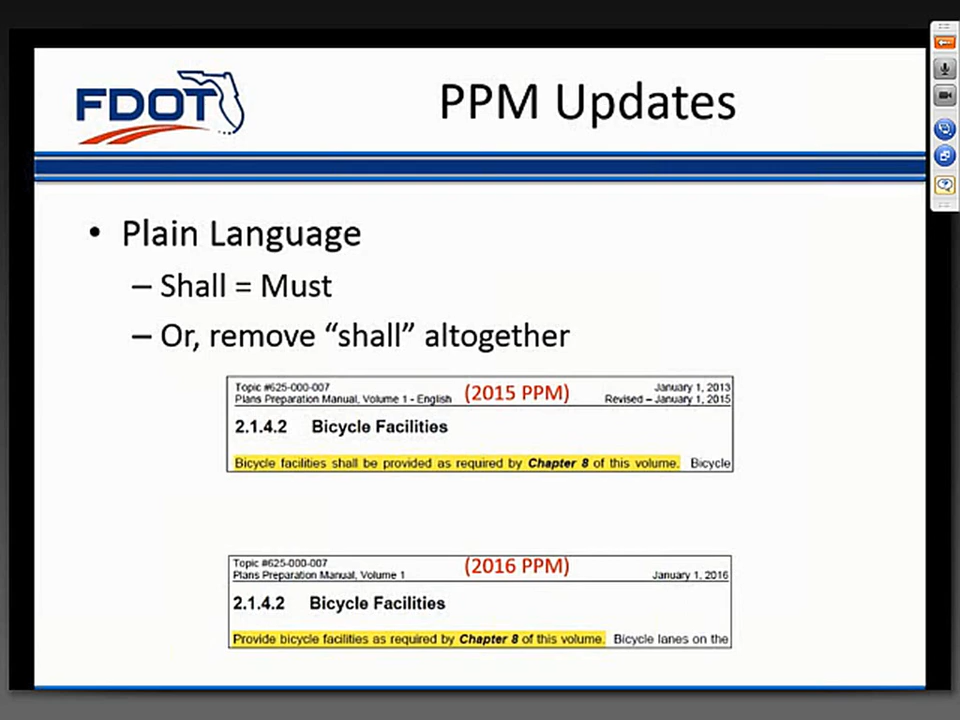 FDOT
PPM Updates
• Plain Language
– Shall = Must
– Or, remove “shall” altogether
Topic #625-000-007 (2015 PPM) January 1, 2013
Plans Preparation Manual, Volume 1 - English Revised – January 1, 2015
2.1.4.2 Bicycle Facilities
Bicycle facilities shall be provided as required by Chapter 8 of this volume. Bicycle
Topic #625-000-007 (2016 PPM)
Plans Preparation Manual, Volume 1 January 1, 2016
2.1.4.2 Bicycle Facilities
Provide bicycle facilities as required by Chapter 8 of this volume. Bicycle lanes on the